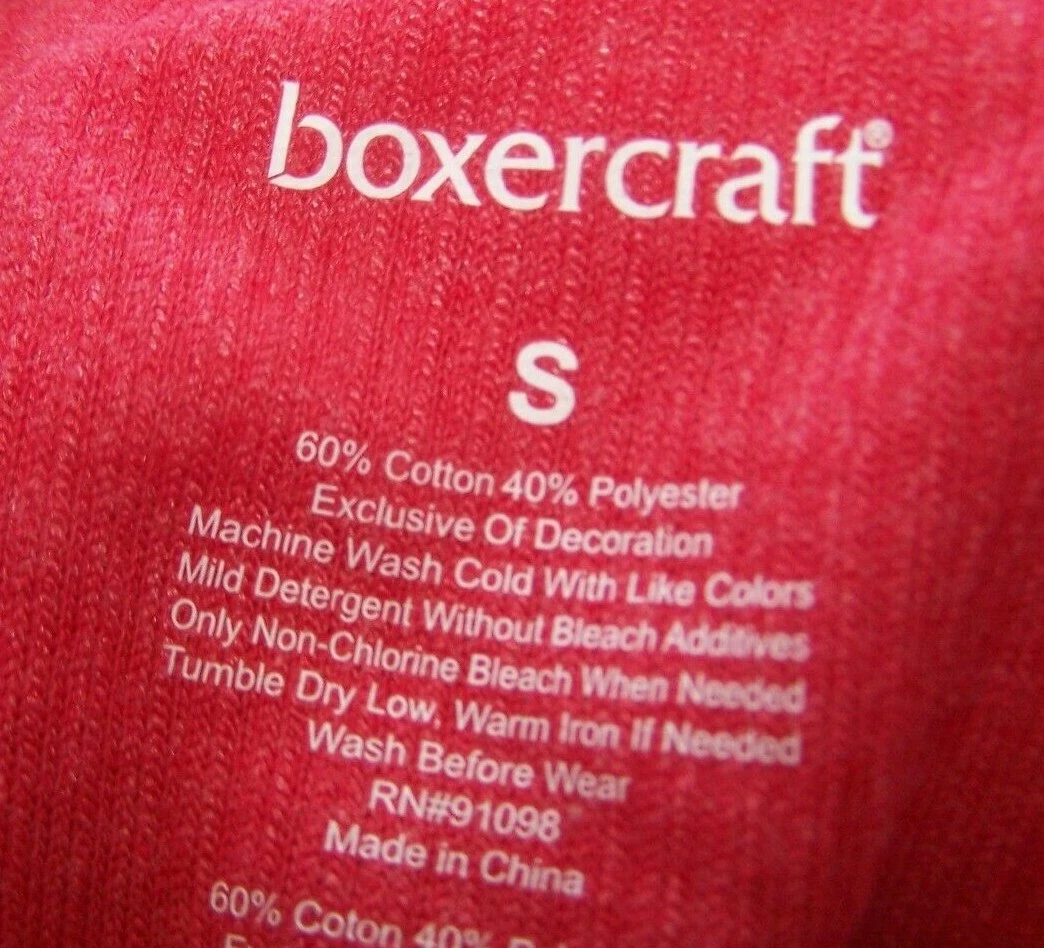 boxercraft®
S
60% Cotton 40% Polyester
Exclusive Of Decoration
Machine Wash Cold With Like Colors
Mild Detergent Without Bleach Additives
Only Non-Chlorine Bleach When Needed
Tumble Dry Low. Warm Iron If Needed
Wash Before Wear
RN#91098
Made in China
60% Coton 40%